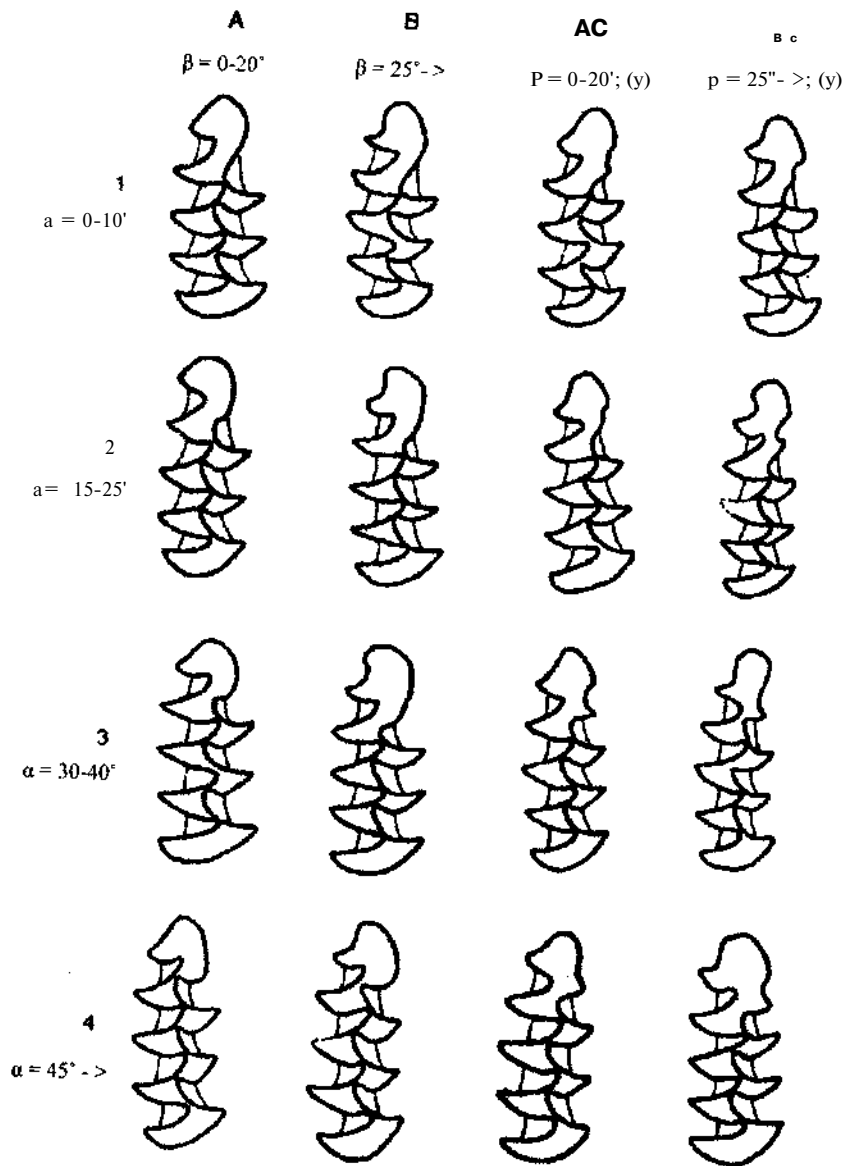 A B AC B c
β = 0-20° β = 25°- > P = 0-20'; (y) p = 25"- >; (y)
1
a = 0-10'
2
a = 15-25'
3
α = 30-40°
4
α = 45° - >